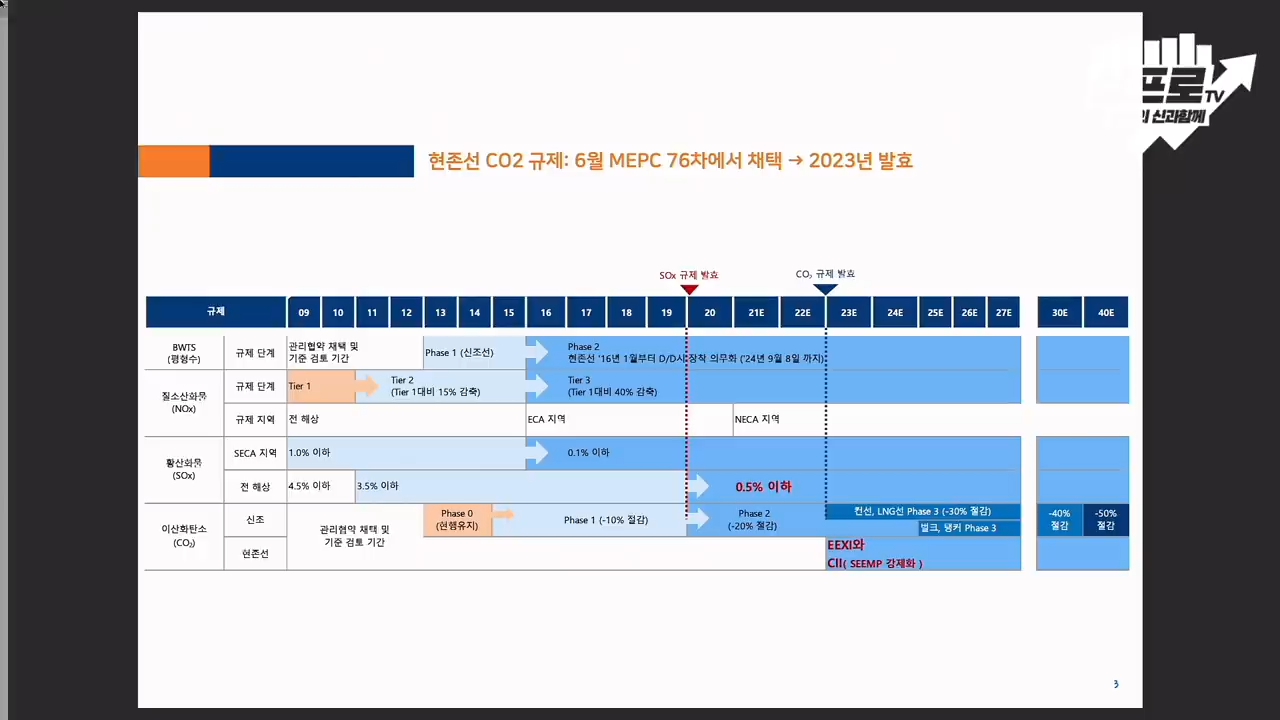 프로TV
의 신과함께
현존선 CO2 규제: 6월 MEPC 76차에서 채택 → 2023년 발효
SOx 규제 발효
CO₂ 규제 발효
규제 09 10 11 12 13 14 15 16 17 18 19 20 21E 22E 23E 24E 25E 26E 27E 30E 40E
BWTS
(평형수)
규제 단계
관리협약 채택 및
기준 검토 기간
Phase 1 (신조선)
Phase 2
현존선 '16년 1월부터 D/D시 장착 의무화 ('24년 9월 8일 까지)
질소산화물
(NOx)
규제 단계
Tier 1
Tier 2
(Tier 1대비 15% 감축)
Tier 3
(Tier 1대비 40% 감축)
규제 지역
전 해상
ECA 지역
NECA 지역
황산화물
(SOx)
SECA 지역
1.0% 이하
0.1% 이하
전 해상
4.5% 이하
3.5% 이하
0.5% 이하
이산화탄소
(CO₂)
신조
관리협약 채택 및
기준 검토 기간
Phase 0
(현행유지)
Phase 1 (-10% 절감)
Phase 2
(-20% 절감)
컨선, LNG선 Phase 3 (-30% 절감)
벌크, 탱커 Phase 3
-40%
절감
-50%
절감
현존선
EEXI와
CII( SEEMP 강제화 )
3